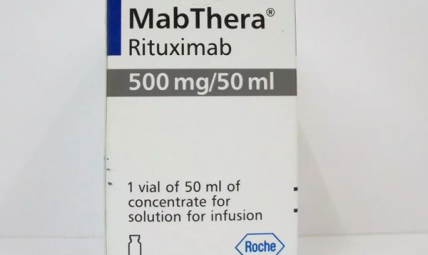 MabThera®
Rituximab
500 mg/50 ml
1 vial of 50 ml of
concentrate for
solution for infusion
Roche